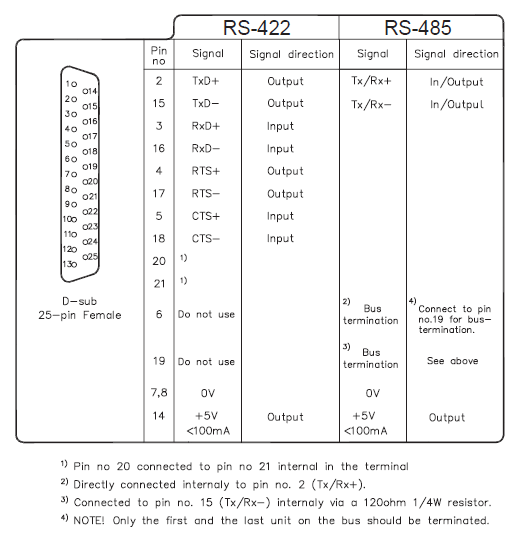 RS-422 RS-485
Pin no Signal Signal direction Signal Signal direction
2 TxD+ Output Tx/Rx+ In/Output
15 TxD− Output Tx/Rx− In/Output
3 RxD+ Input
16 RxD− Input
4 RTS+ Output
17 RTS− Output
5 CTS+ Input
18 CTS− Input
20 1)
21 1)
6 Do not use 2) Bus termination 4) Connect to pin no.19 for bus-termination.
19 Do not use 3) Bus termination See above
7,8 0V 0V
14 +5V <100mA Output +5V <100mA Output
1 14
2 15
3 16
4 17
5 18
6 19
7 20
8 21
9 22
10 23
11 24
12 25
13
D-sub
25-pin Female
1) Pin no 20 connected to pin no 21 internal in the terminal
2) Directly connected internaly to pin no. 2 (Tx/Rx+).
3) Connected to pin no. 15 (Tx/Rx−) internaly via a 120ohm 1/4W resistor.
4) NOTE! Only the first and the last unit on the bus should be terminated.